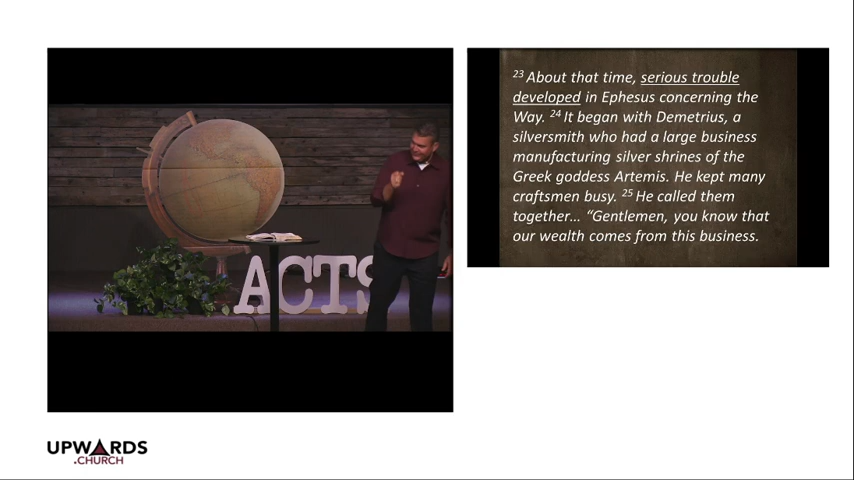 ACTS
23 About that time, serious trouble
developed in Ephesus concerning the
Way. 24 It began with Demetrius, a
silversmith who had a large business
manufacturing silver shrines of the
Greek goddess Artemis. He kept many
craftsmen busy. 25 He called them
together… “Gentlemen, you know that
our wealth comes from this business.
UPWARDS
.CHURCH